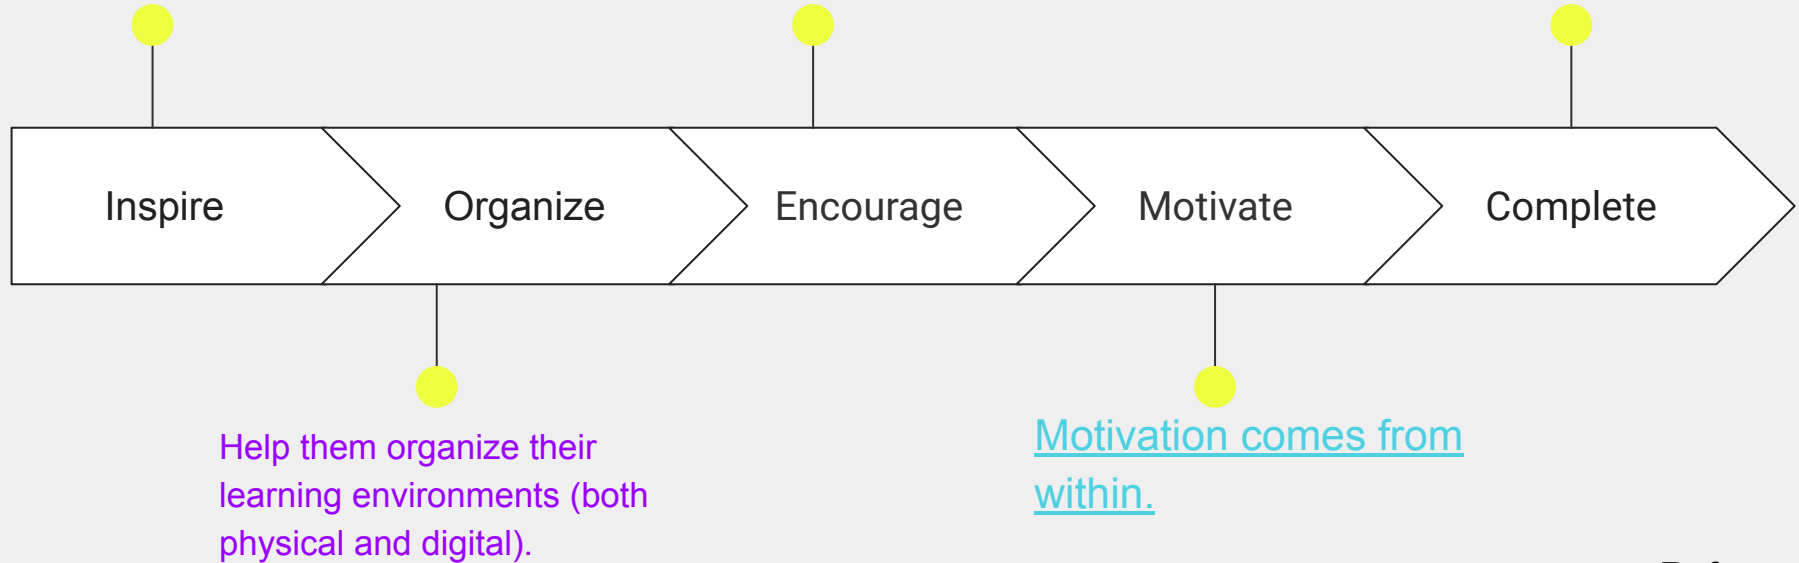 Inspire
Organize
Encourage
Motivate
Complete
Help them organize their
learning environments (both
physical and digital).
Motivation comes from
within.